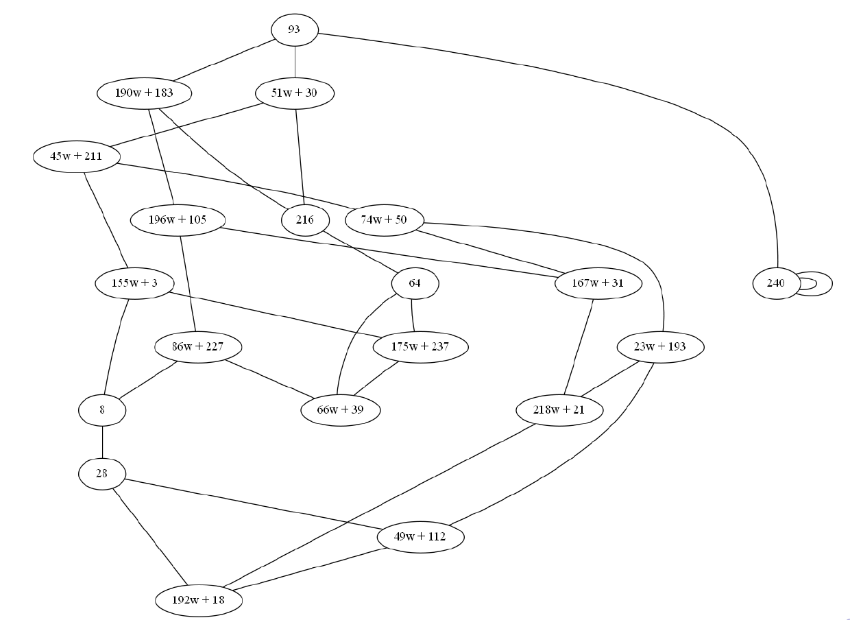 93
190w + 183
51w + 30
45w + 211
196w + 105
216
74w + 50
155w + 3
64
167w + 31
240
86w + 227
175w + 237
23w + 193
8
66w + 39
218w + 21
28
49w + 112
192w + 18